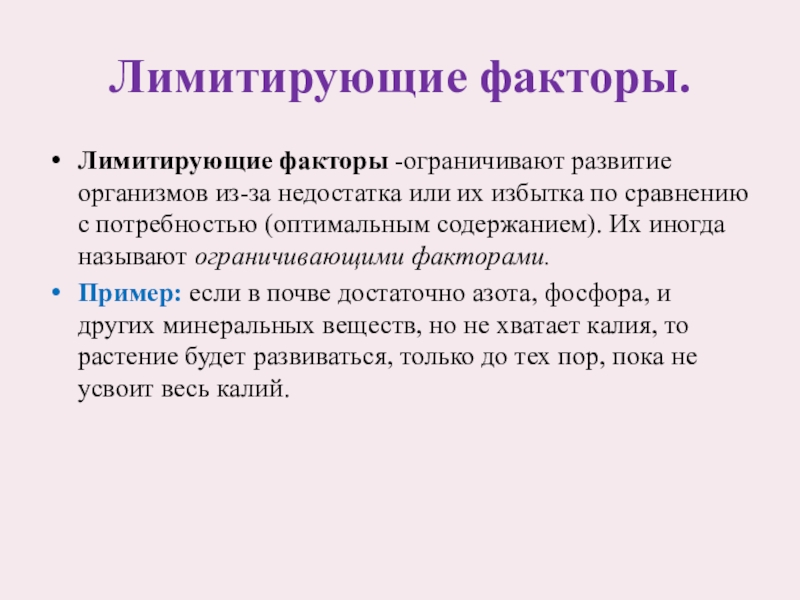 Лимитирующие факторы.
• Лимитирующие факторы -ограничивают развитие
организмов из-за недостатка или их избытка по сравнению
с потребностью (оптимальным содержанием). Их иногда
называют ограничивающими факторами.
• Пример: если в почве достаточно азота, фосфора, и
других минеральных веществ, но не хватает калия, то
растение будет развиваться, только до тех пор, пока не
усвоит весь калий.